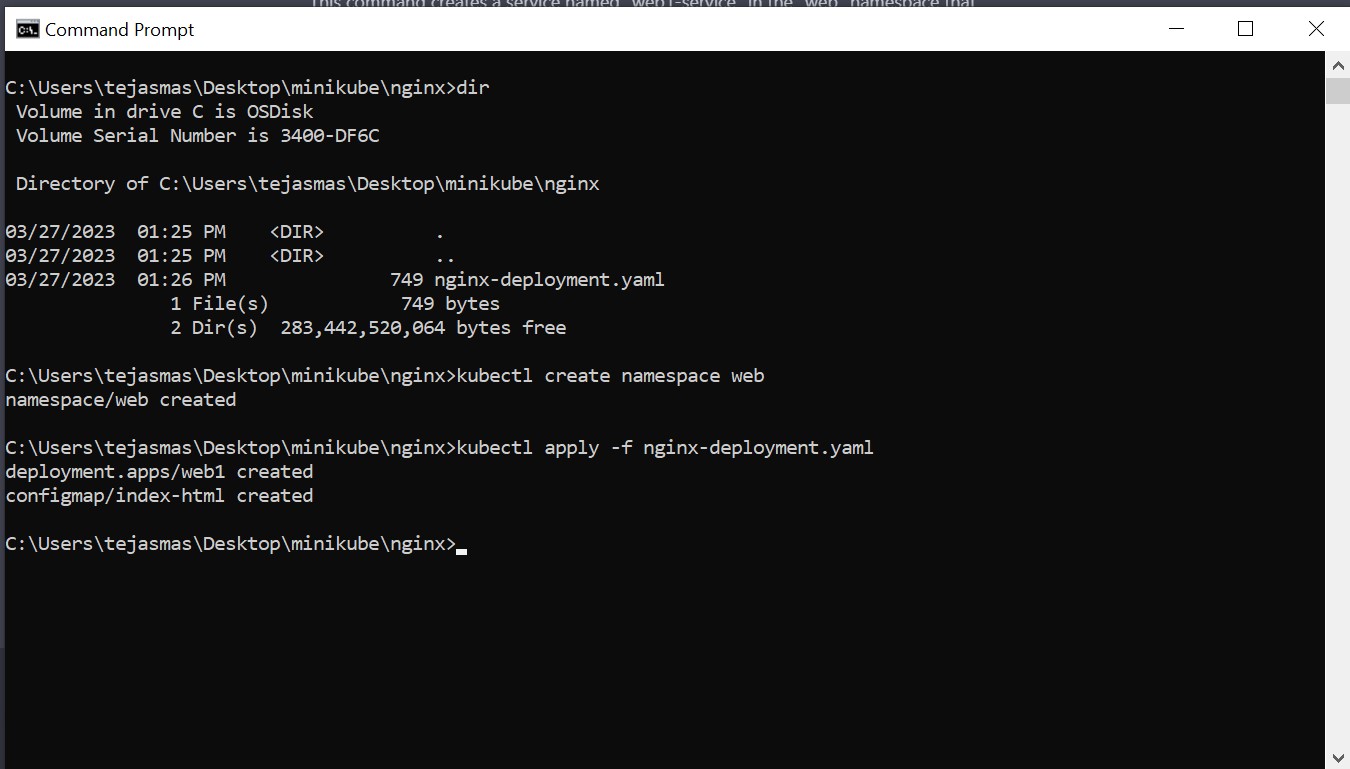 This command creates a service named "web1-service" in the "web" namespace that
Command Prompt
C:\Users\tejasmas\Desktop\minikube\nginx>dir
 Volume in drive C is OSDisk
 Volume Serial Number is 3400-DF6C
 Directory of C:\Users\tejasmas\Desktop\minikube\nginx
03/27/2023  01:25 PM    <DIR>          .
03/27/2023  01:25 PM    <DIR>          ..
03/27/2023  01:26 PM               749 nginx-deployment.yaml
               1 File(s)            749 bytes
               2 Dir(s)  283,442,520,064 bytes free
C:\Users\tejasmas\Desktop\minikube\nginx>kubectl create namespace web
namespace/web created
C:\Users\tejasmas\Desktop\minikube\nginx>kubectl apply -f nginx-deployment.yaml
deployment.apps/web1 created
configmap/index-html created
C:\Users\tejasmas\Desktop\minikube\nginx>